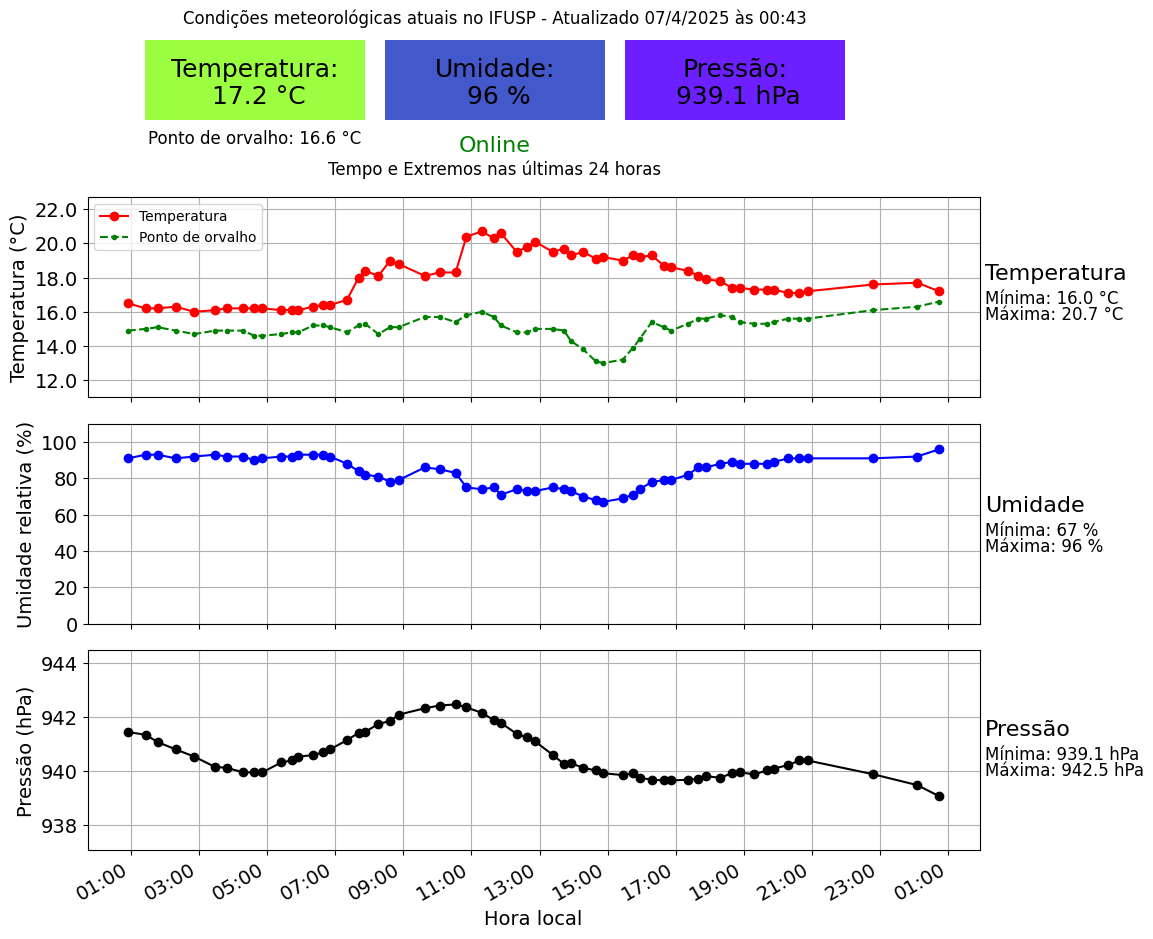 Condições meteorológicas atuais no IFUSP - Atualizado 07/4/2025 às 00:43
Temperatura:
17.2 °C
Umidade:
96 %
Pressão:
939.1 hPa
Ponto de orvalho: 16.6 °C
Online
Tempo e Extremos nas últimas 24 horas
Temperatura (°C)
22.0
20.0
18.0
16.0
14.0
12.0
Temperatura
Ponto de orvalho
Temperatura
Mínima: 16.0 °C
Máxima: 20.7 °C
Umidade relativa (%)
100
80
60
40
20
0
Umidade
Mínima: 67 %
Máxima: 96 %
Pressão (hPa)
944
942
940
938
Pressão
Mínima: 939.1 hPa
Máxima: 942.5 hPa
01:00 03:00 05:00 07:00 09:00 11:00 13:00 15:00 17:00 19:00 21:00 23:00 01:00
Hora local